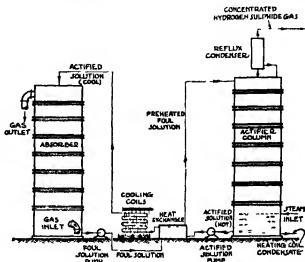 CONCENTRATED
HYDROGEN SULPHIDE GAS
REFLUX
CONDENSER
ACTIFIED
SOLUTION
(COOL)
GAS
OUTLET
ABSORBER
PREHEATED
FOUL
SOLUTION
ACTIFIER
COLUMN
COOLING
COILS
GAS
INLET
HEAT
EXCHANGER
ACTIFIED
SOLUTION
(HOT)
STEAM
INLET
FOUL
SOLUTION
PUMP
FOUL SOLUTION
ACTIFIED
SOLUTION
PUMP
HEATING COIL
CONDENSATE